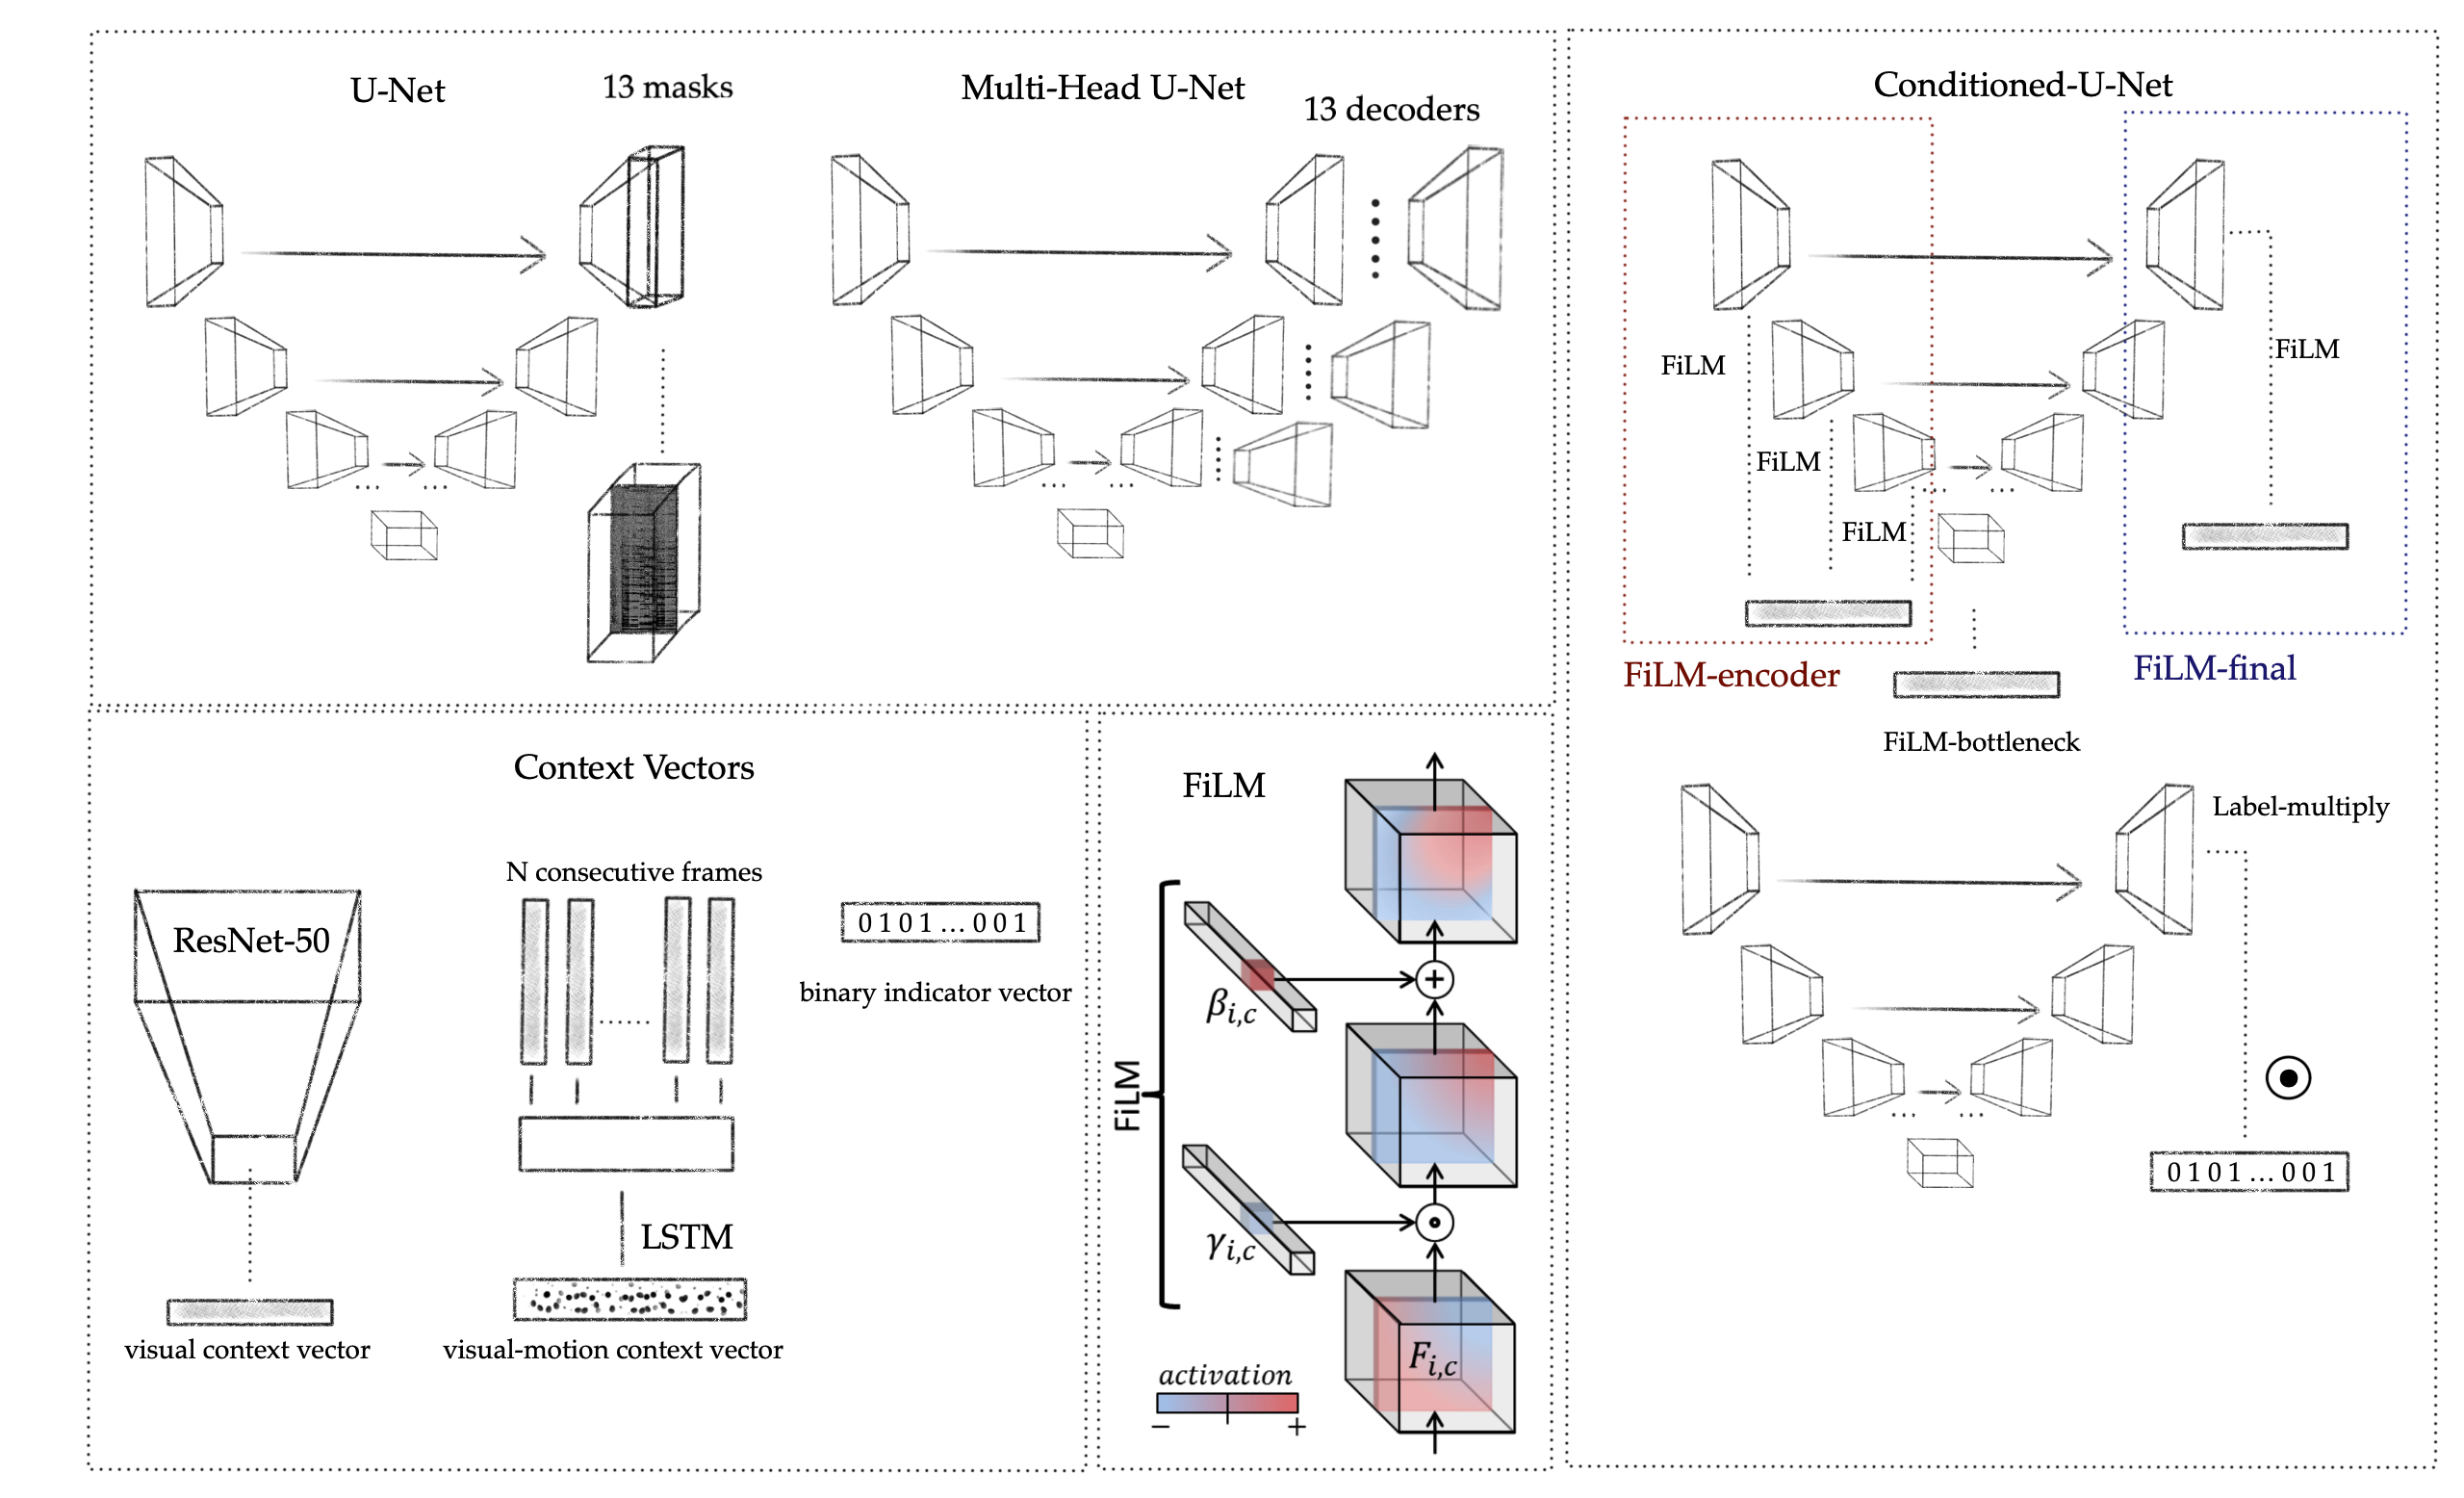 U-Net
13 masks
Multi-Head U-Net
13 decoders
Conditioned-U-Net
FiLM
FiLM
FiLM
FiLM
FiLM-encoder
FiLM-final
FiLM-bottleneck
Label-multiply
0 1 0 1 ... 0 0 1
Context Vectors
ResNet-50
N consecutive frames
0 1 0 1 ... 0 0 1
binary indicator vector
LSTM
visual context vector
visual-motion context vector
FiLM
FiLM
β_{i,c}
γ_{i,c}
F_{i,c}
activation
− +